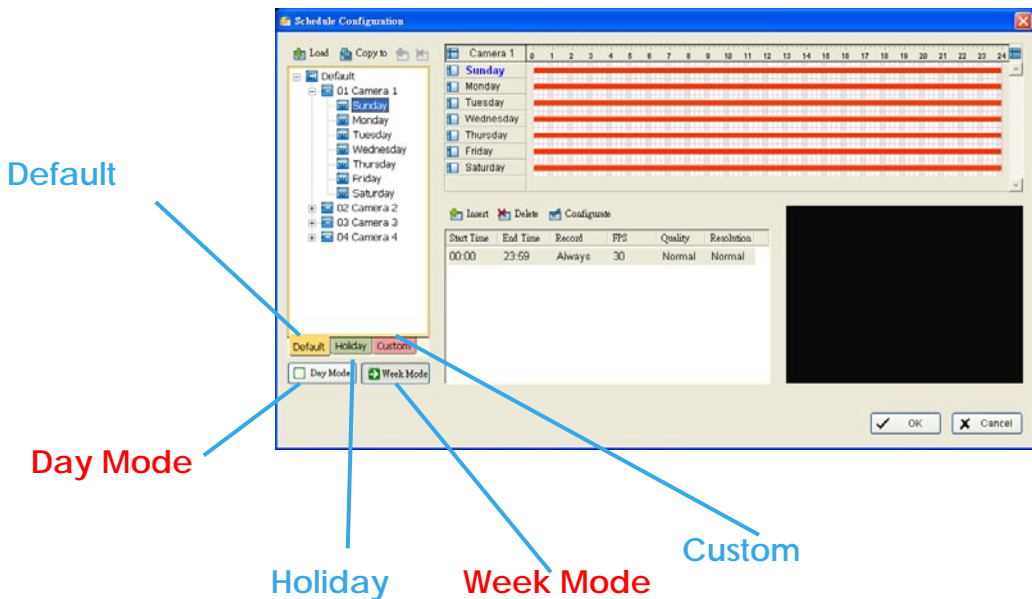 Schedule Configuration
Load Copy to
Default
01 Camera 1
Sunday
Monday
Tuesday
Wednesday
Thursday
Friday
Saturday
02 Camera 2
03 Camera 3
04 Camera 4
Default Holiday Custom
Day Mode Week Mode
Camera 1 0 1 2 3 4 5 6 7 8 9 10 11 12 13 14 15 16 17 18 19 20 21 22 23 24
Sunday
Monday
Tuesday
Wednesday
Thursday
Friday
Saturday
Insert Delete Configurate
Start Time End Time Record FPS Quality Resolution
00:00 23:59 Always 30 Normal Normal
OK Cancel
Default
Day Mode
Holiday
Week Mode
Custom